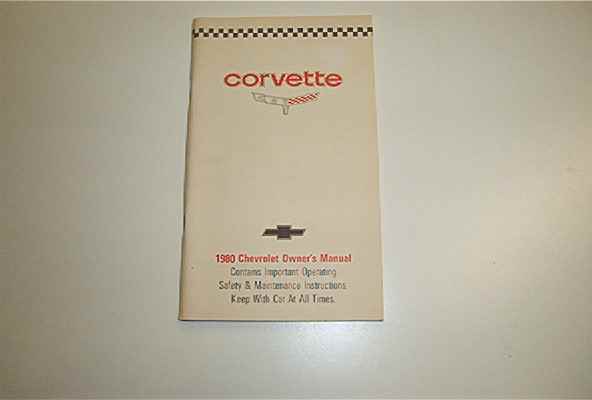 corvette
1980 Chevrolet Owner's Manual
Contains Important Operating
Safety & Maintenance Instructions
Keep With Car At All Times.